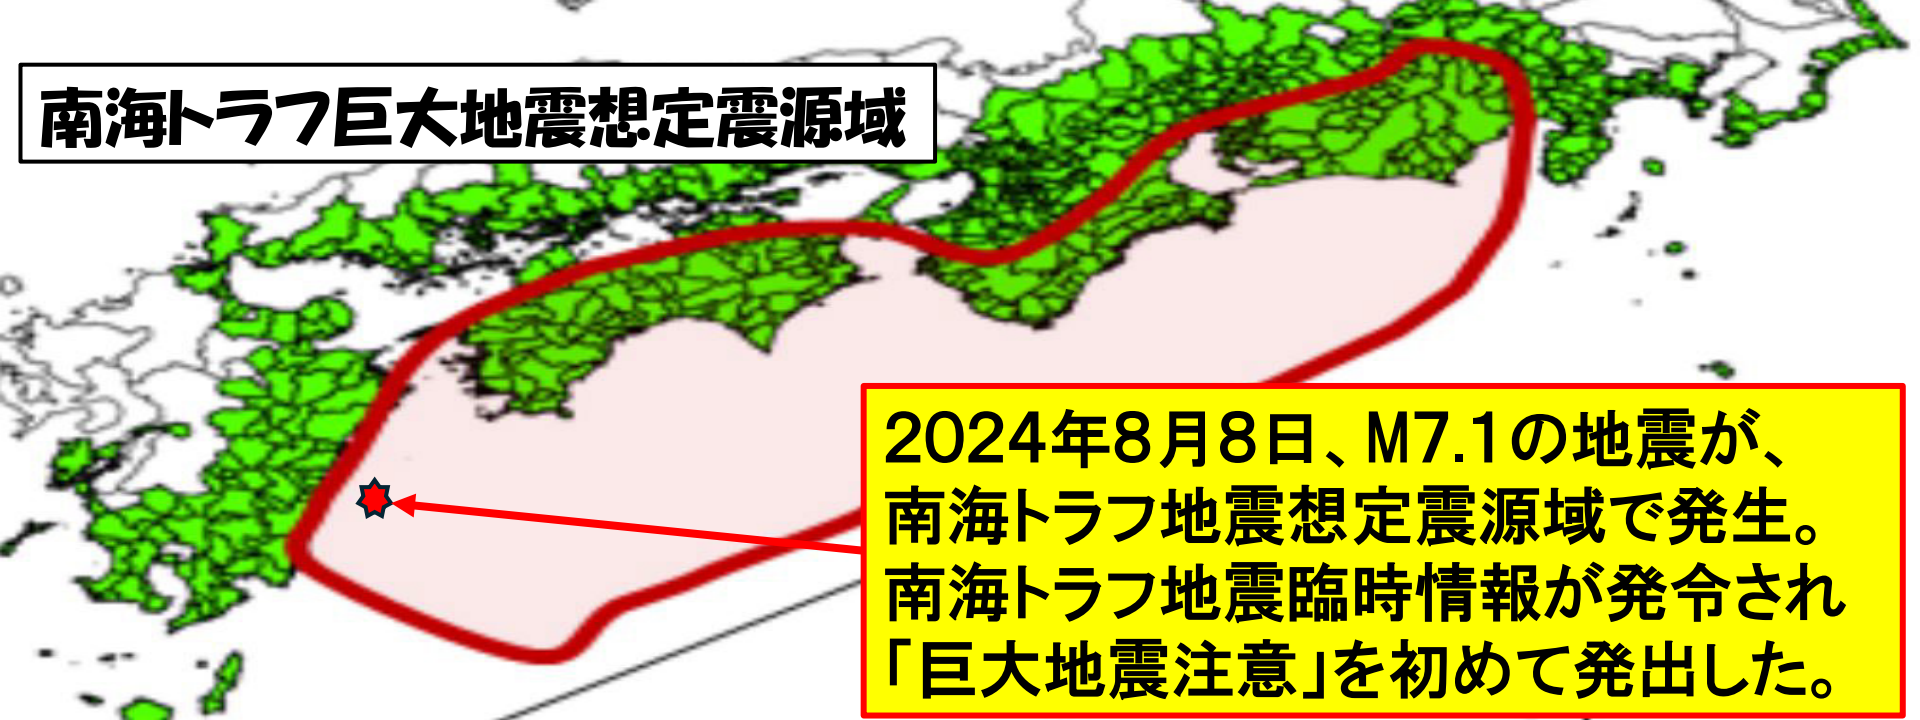 南海トラフ巨大地震想定震源域
2024年8月8日、M7.1の地震が、
南海トラフ地震想定震源域で発生。
南海トラフ地震臨時情報が発令され
「巨大地震注意」を初めて発出した。